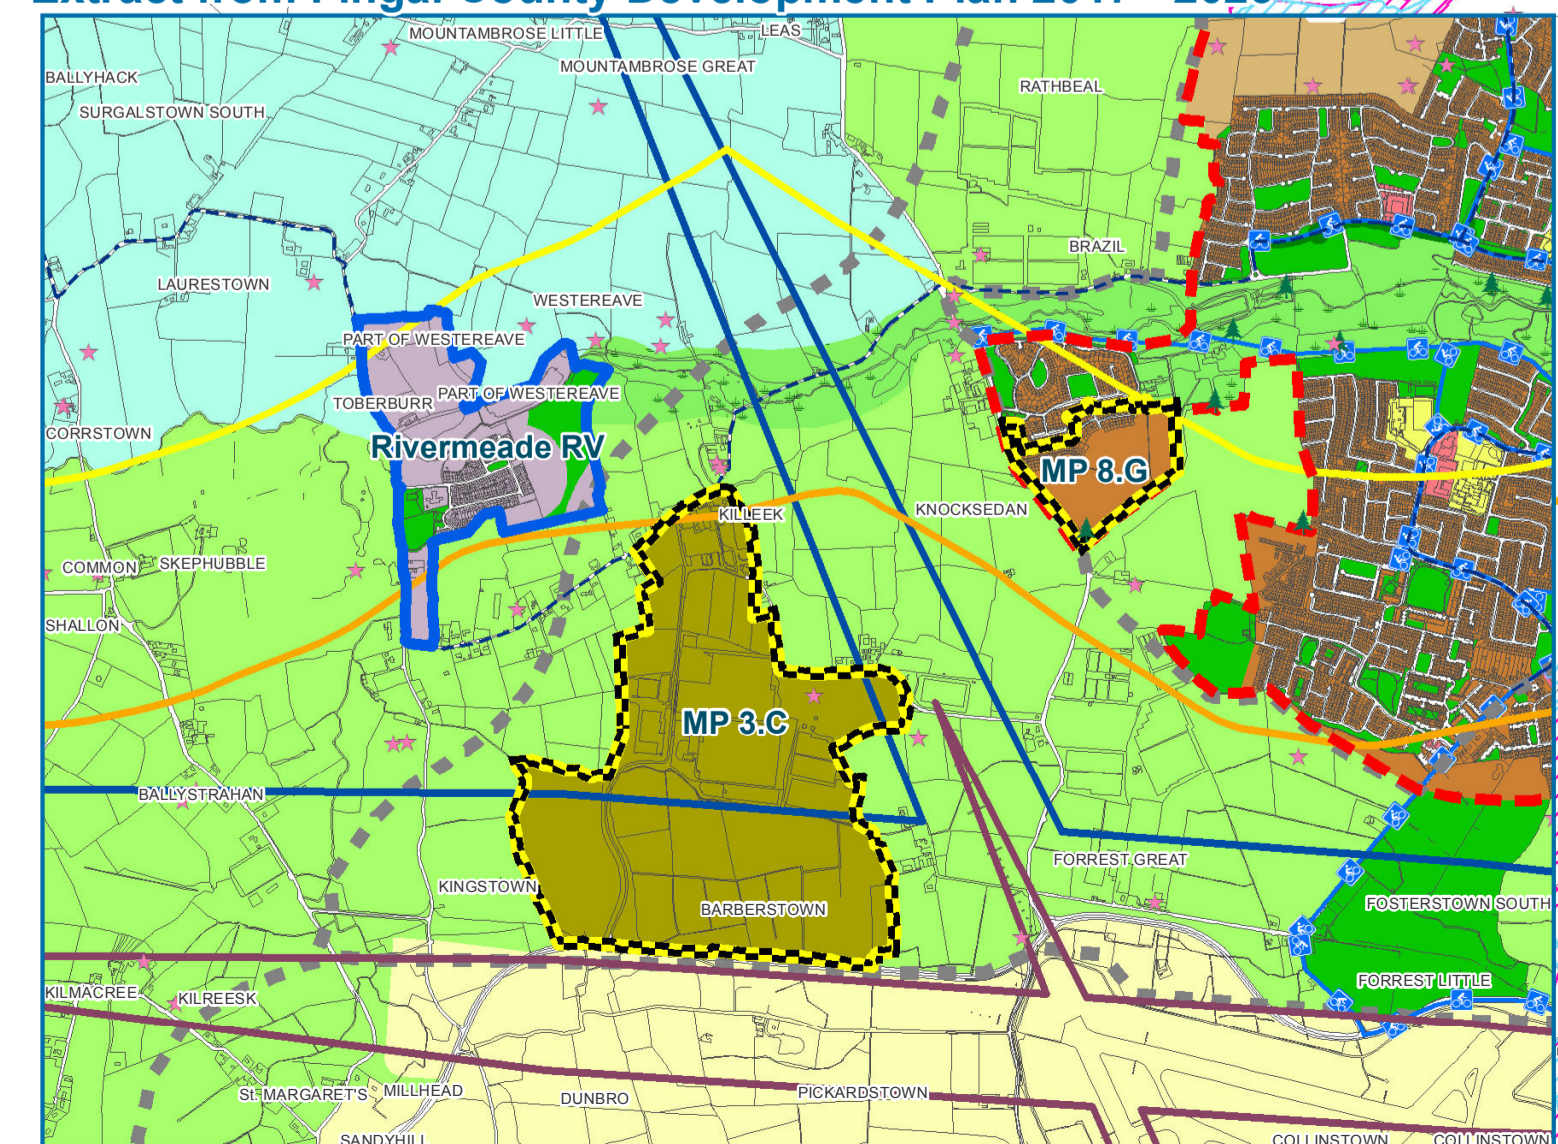 MOUNTAMBROSE LITTLE
LEAS
MOUNTAMBROSE GREAT
BALLYHACK
RATHBEAL
SURGALSTOWN SOUTH
BRAZIL
LAURESTOWN
WESTEREAVE
PART OF WESTEREAVE
PART OF WESTEREAVE
TOBERBURR
CORRSTOWN
Rivermeade RV
MP 8.G
KNOCKSEDAN
KILLEEK
COMMON
SKEPHUBBLE
SHALLON
MP 3.C
BALLYSTRAHAN
FORREST GREAT
KINGSTOWN
FOSTERSTOWN SOUTH
BARBERSTOWN
FORREST LITTLE
KILMACREE
KILREESK
St. MARGARET'S
MILLHEAD
DUNBRO
PICKARDSTOWN
SANDYHILL
COLLINSTOWN
COLLINSTOWN